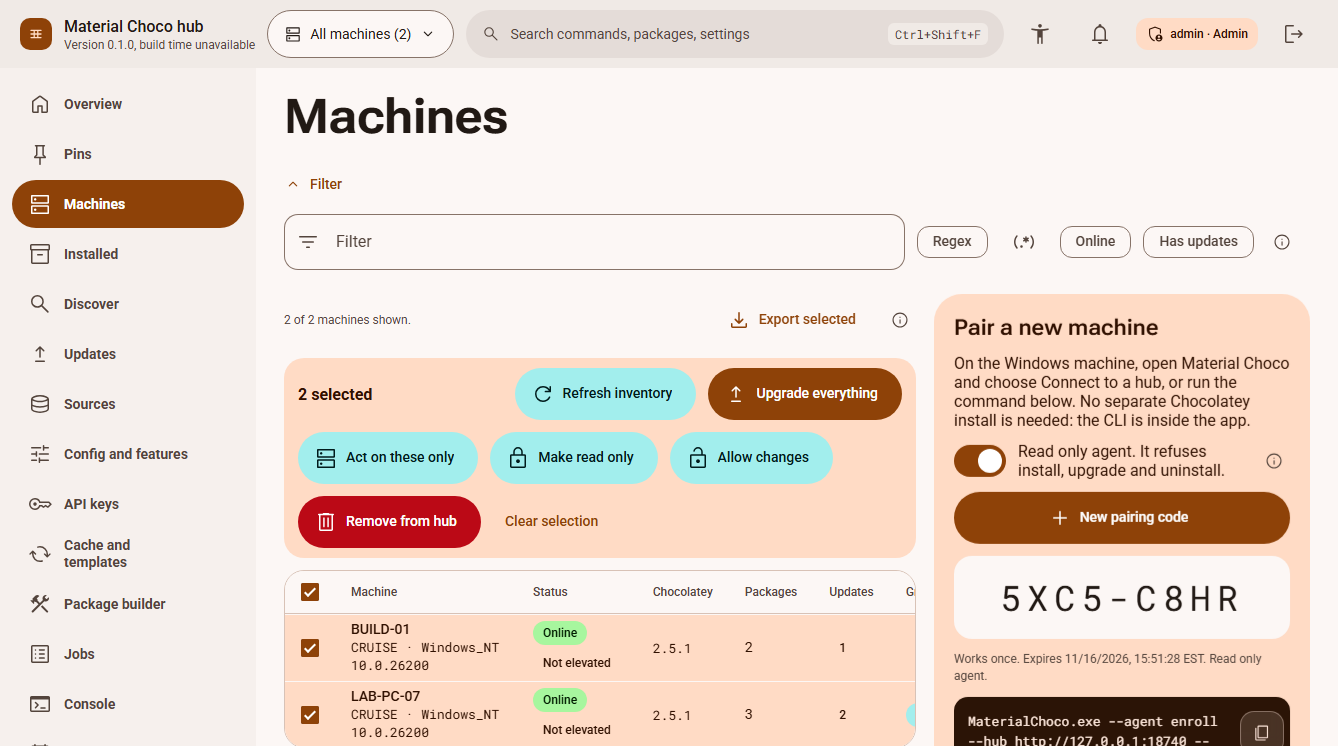 Material Choco hub
Version 0.1.0, build time unavailable
All machines (2)
Search commands, packages, settings
Ctrl+Shift+F
admin · Admin
Overview
Pins
Machines
Installed
Discover
Updates
Sources
Config and features
API keys
Cache and
templates
Package builder
Jobs
Console
Machines
Filter
Filter
Regex
(.*)
Online
Has updates
2 of 2 machines shown.
Export selected
2 selected
Refresh inventory
Upgrade everything
Act on these only
Make read only
Allow changes
Remove from hub
Clear selection
Machine Status Chocolatey Packages Updates
BUILD-01
CRUISE · Windows_NT
10.0.26200
Online
Not elevated
2.5.1
2
1
LAB-PC-07
CRUISE · Windows_NT
10.0.26200
Online
Not elevated
2.5.1
3
2
Pair a new machine
On the Windows machine, open Material Choco
and choose Connect to a hub, or run the
command below. No separate Chocolatey
install is needed: the CLI is inside the app.
Read only agent. It refuses
install, upgrade and uninstall.
New pairing code
5XC5-C8HR
Works once. Expires 11/16/2026, 15:51:28 EST. Read only
agent.
MaterialChoco.exe --agent enroll
--hub http://127.0.0.1:18740 --